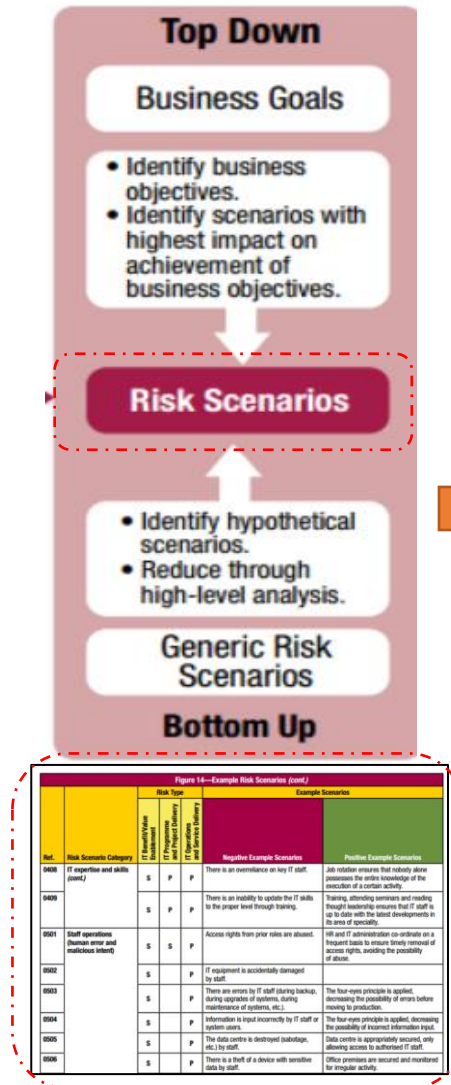 Top Down
Business Goals
• Identify business
objectives.
• Identify scenarios with
highest impact on
achievement of
business objectives.
Risk Scenarios
• Identify hypothetical
scenarios.
• Reduce through
high-level analysis.
Generic Risk
Scenarios
Bottom Up
Figure 14—Example Risk Scenarios (cont.)
Risk Type
Example Scenarios
Ref.
Risk Scenario Category
IT Benefit/Value
Enablement
IT Programme
and Project Delivery
IT Operations
and Service Delivery
Negative Example Scenarios
Positive Example Scenarios
0408
IT expertise and skills
(cont.)
S P P
There is an overreliance on key IT staff.
Job rotation ensures that nobody alone
possesses the entire knowledge of the
execution of a certain activity.
0409
S P P
There is an inability to update the IT skills
to the proper level through training.
Training, attending seminars and reading
thought leadership ensures that IT staff is
up to date with the latest developments in
its area of speciality.
0501
Staff operations
(human error and
malicious intent)
S S P
Access rights from prior roles are abused.
HR and IT administration co-ordinate on a
frequent basis to ensure timely removal of
access rights, avoiding the possibility
of abuse.
0502
S P
IT equipment is accidentally damaged
by staff.
0503
S P
There are errors by IT staff (during backup,
during upgrades of systems, during
maintenance of systems, etc.).
The four-eyes principle is applied,
decreasing the possibility of errors before
moving to production.
0504
S P
Information is input incorrectly by IT staff or
system users.
The four-eyes principle is applied, decreasing
the possibility of incorrect information input.
0505
S P
The data centre is destroyed (sabotage,
etc.) by staff.
Data centre is appropriately secured, only
allowing access to authorised IT staff.
0506
S P
There is a theft of a device with sensitive
data by staff.
Office premises are secured and monitored
for irregular activity.